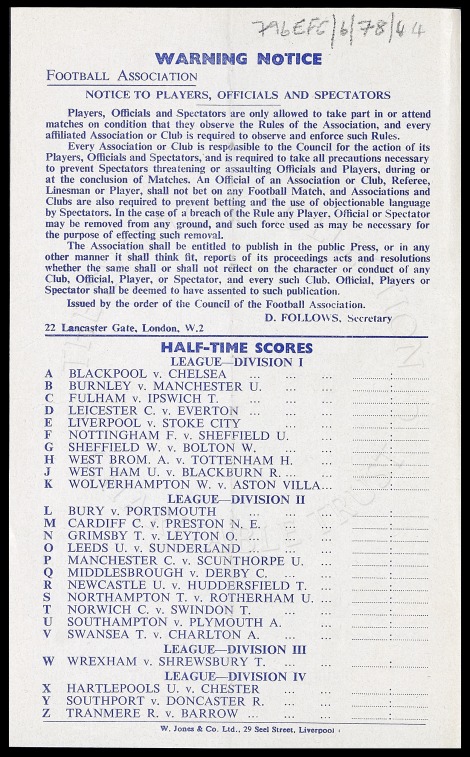 796EFC/6/78/44
WARNING NOTICE
FOOTBALL ASSOCIATION
NOTICE TO PLAYERS, OFFICIALS AND SPECTATORS
Players, Officials and Spectators are only allowed to take part in or attend
matches on condition that they observe the Rules of the Association, and every
affiliated Association or Club is required to observe and enforce such Rules.
Every Association or Club is responsible to the Council for the action of its
Players, Officials and Spectators, and is required to take all precautions necessary
to prevent Spectators threatening or assaulting Officials and Players, during or
at the conclusion of Matches. An Official of an Association or Club, Referee,
Linesman or Player, shall not bet on any Football Match, and Associations and
Clubs are also required to prevent betting and the use of objectionable language
by Spectators. In the case of a breach of the Rule any Player, Official or Spectator
may be removed from any ground, and such force used as may be necessary for
the purpose of effecting such removal.
The Association shall be entitled to publish in the public Press, or in any
other manner it shall think fit, reports of its proceedings acts and resolutions
whether the same shall or shall not reflect on the character or conduct of any
Club, Official, Player, or Spectator, and every such Club. Official, Players or
Spectator shall be deemed to have assented to such publication.
Issued by the order of the Council of the Football Association.
D. FOLLOWS, Secretary
22 Lancaster Gate, London, W.2
HALF-TIME SCORES
LEAGUE—DIVISION I
A BLACKPOOL v. CHELSEA ... ... ...
B BURNLEY v. MANCHESTER U. ... ...
C FULHAM v. IPSWICH T. ... ... ...
D LEICESTER C. v. EVERTON ... ... ...
E LIVERPOOL v. STOKE CITY ... ...
F NOTTINGHAM F. v. SHEFFIELD U. ...
G SHEFFIELD W. v. BOLTON W. ... ...
H WEST BROM. A. v. TOTTENHAM H. ...
J WEST HAM U. v. BLACKBURN R. ... ...
K WOLVERHAMPTON W. v. ASTON VILLA ...
LEAGUE—DIVISION II
L BURY v. PORTSMOUTH ... ... ...
M CARDIFF C. v. PRESTON N. E. ... ...
N GRIMSBY T. v. LEYTON O. ... ... ...
O LEEDS U. v. SUNDERLAND ... ... ...
P MANCHESTER C. v. SCUNTHORPE U. ...
Q MIDDLESBROUGH v. DERBY C. ... ...
R NEWCASTLE U. v. HUDDERSFIELD T. ...
S NORTHAMPTON T. v. ROTHERHAM U. ...
T NORWICH C. v. SWINDON T. ... ...
U SOUTHAMPTON v. PLYMOUTH A. ...
V SWANSEA T. v. CHARLTON A. ... ...
LEAGUE—DIVISION III
W WREXHAM v. SHREWSBURY T. ... ...
LEAGUE—DIVISION IV
X HARTLEPOOLS U. v. CHESTER ... ...
Y SOUTHPORT v. DONCASTER R. ... ...
Z TRANMERE R. v. BARROW ... ... ...
W. Jones & Co. Ltd., 29 Seel Street, Liverpool 1